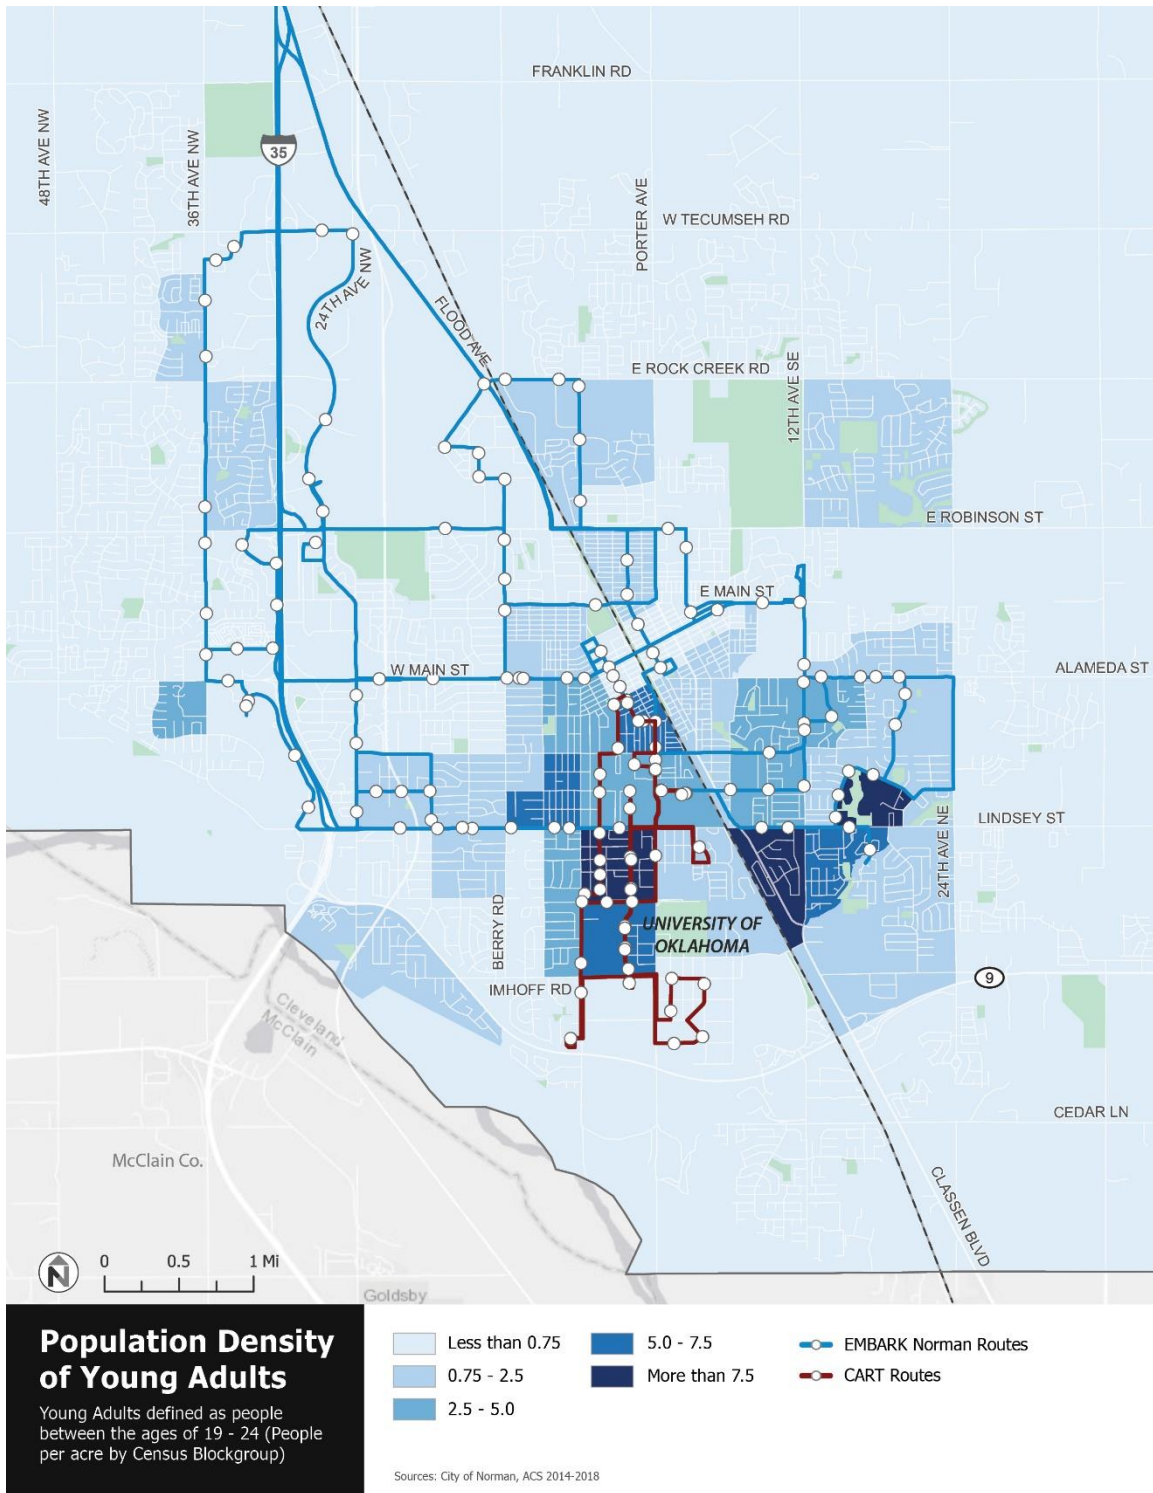 FRANKLIN RD
48TH AVE NW
36TH AVE NW
35
PORTER AVE
W TECUMSEH RD
24TH AVE NW
FLOOD AVE
E ROCK CREEK RD
12TH AVE SE
E ROBINSON ST
E MAIN ST
W MAIN ST
ALAMEDA ST
LINDSEY ST
24TH AVE NE
BERRY RD
UNIVERSITY OF
OKLAHOMA
IMHOFF RD
9
Cleveland
McClain
CEDAR LN
McClain Co.
CLASSEN BLVD
N
0 0.5 1 Mi
Goldsby
Population Density
of Young Adults
Young Adults defined as people
between the ages of 19 - 24 (People
per acre by Census Blockgroup)
Less than 0.75
0.75 - 2.5
2.5 - 5.0
5.0 - 7.5
More than 7.5
EMBARK Norman Routes
CART Routes
Sources: City of Norman, ACS 2014-2018